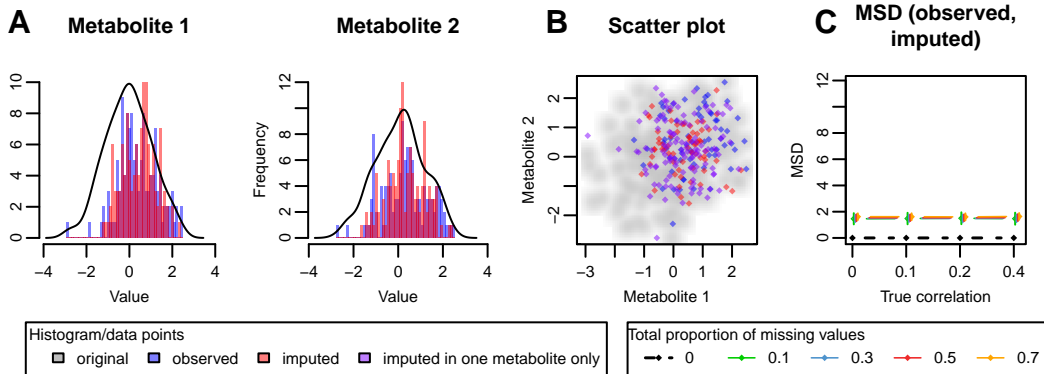 A
Metabolite 1
Metabolite 2
B
Scatter plot
C
MSD (observed,
imputed)
10
8
6
4
2
0
−4
−2
0
2
4
Value
Frequency
12
10
8
6
4
2
0
−4
−2
0
2
4
Value
Metabolite 2
2
1
0
−2
−3
−1
0
1
2
Metabolite 1
MSD
12
10
8
6
4
2
0
0
0.1
0.2
0.4
True correlation
Histogram/data points
original
observed
imputed
imputed in one metabolite only
Total proportion of missing values
0
0.1
0.3
0.5
0.7